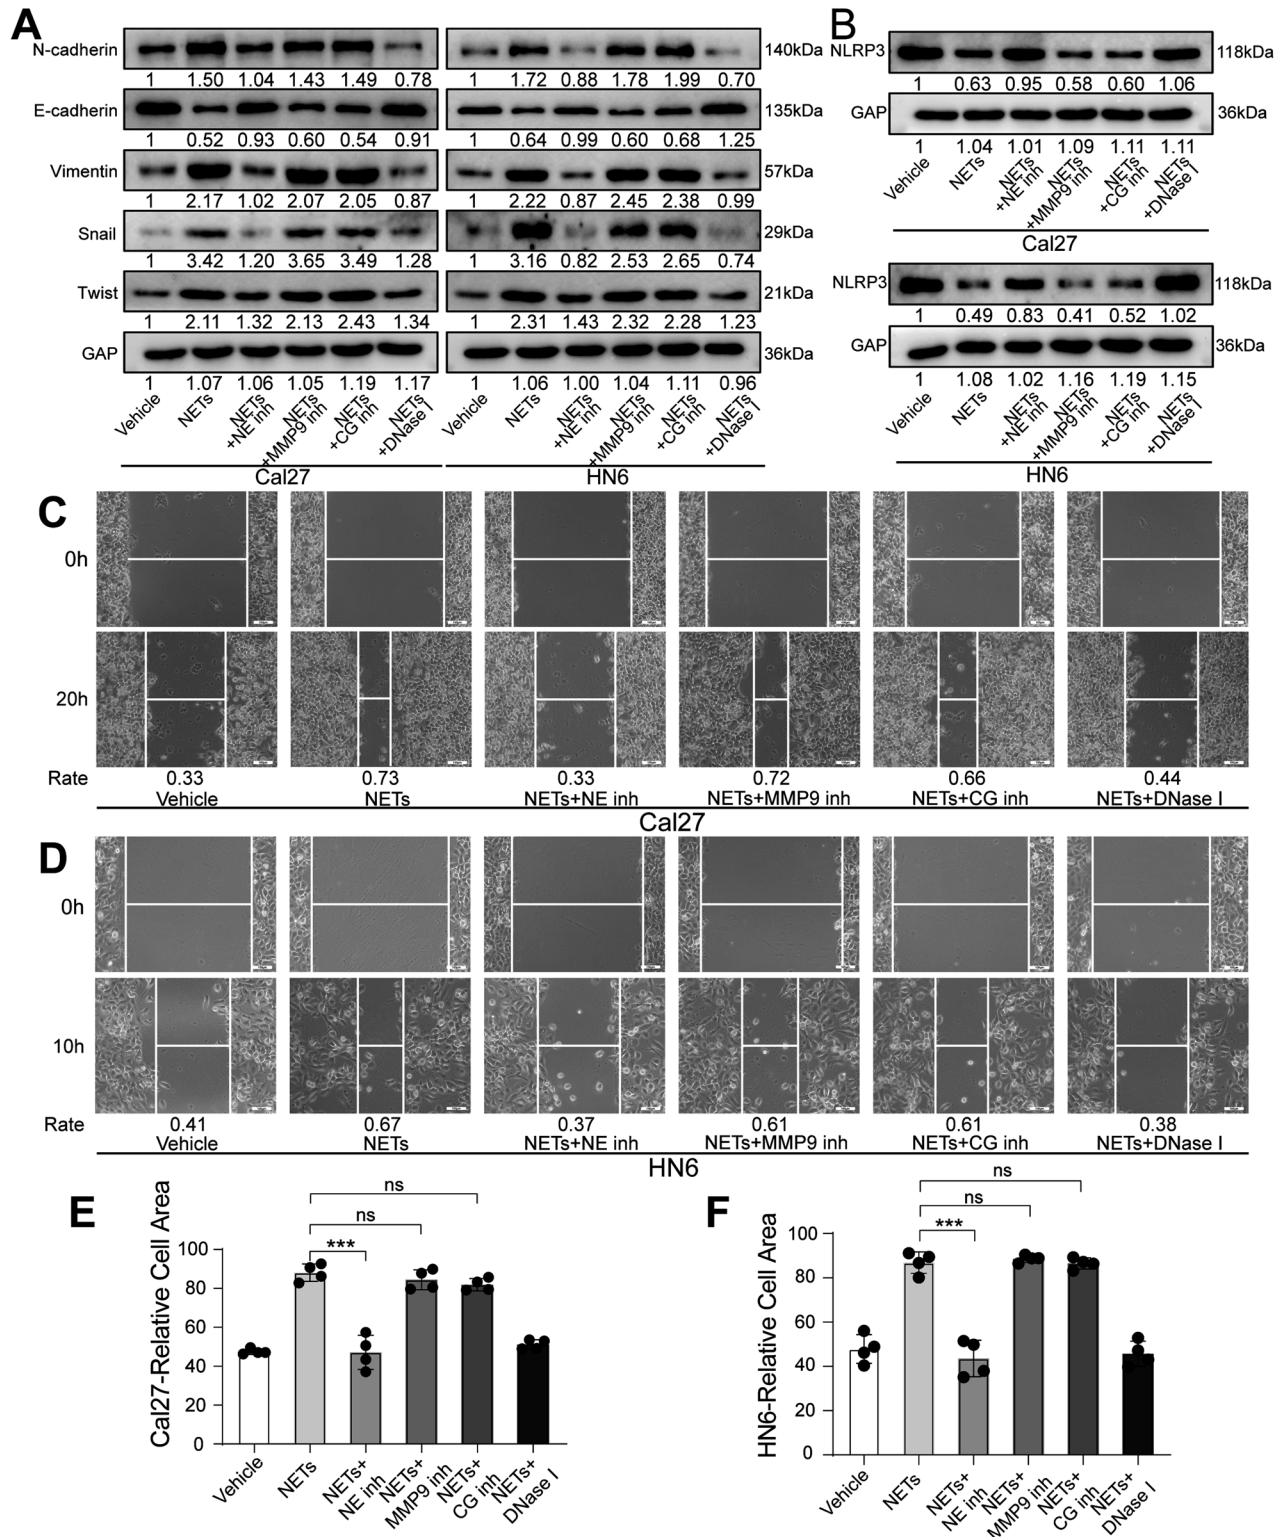 A
N-cadherin
140kDa
1 1.50 1.04 1.43 1.49 0.78 1 1.72 0.88 1.78 1.99 0.70
E-cadherin
135kDa
1 0.52 0.93 0.60 0.54 0.91 1 0.64 0.99 0.60 0.68 1.25
Vimentin
57kDa
1 2.17 1.02 2.07 2.05 0.87 1 2.22 0.87 2.45 2.38 0.99
Snail
29kDa
1 3.42 1.20 3.65 3.49 1.28 1 3.16 0.82 2.53 2.65 0.74
Twist
21kDa
1 2.11 1.32 2.13 2.43 1.34 1 2.31 1.43 2.32 2.28 1.23
GAP
36kDa
1 1.07 1.06 1.05 1.19 1.17 1 1.06 1.00 1.04 1.11 0.96
Vehicle
NETs
NETs
+NE inh
NETs
+MMP9 inh
NETs
+CG inh
NETs
+DNase I
Vehicle
NETs
NETs
+NE inh
NETs
+MMP9 inh
NETs
+CG inh
NETs
+DNase I
Cal27 HN6
B
NLRP3
118kDa
1 0.63 0.95 0.58 0.60 1.06
GAP
36kDa
1 1.04 1.01 1.09 1.11 1.11
Vehicle
NETs
NETs
+NE inh
NETs
+MMP9 inh
NETs
+CG inh
NETs
+DNase I
Cal27
NLRP3
118kDa
1 0.49 0.83 0.41 0.52 1.02
GAP
36kDa
1 1.08 1.02 1.16 1.19 1.15
Vehicle
NETs
NETs
+NE inh
NETs
+MMP9 inh
NETs
+CG inh
NETs
+DNase I
HN6
C
0h
20h
Rate 0.33 0.73 0.33 0.72 0.66 0.44
Vehicle NETs NETs+NE inh NETs+MMP9 inh NETs+CG inh NETs+DNase I
Cal27
D
0h
10h
Rate 0.41 0.67 0.37 0.61 0.61 0.38
Vehicle NETs NETs+NE inh NETs+MMP9 inh NETs+CG inh NETs+DNase I
HN6
E
Cal27-Relative Cell Area
ns
ns
***
100
80
60
40
20
0
Vehicle
NETs
NETs+
NE inh
NETs+
MMP9 inh
NETs+
CG inh
NETs+
DNase I
F
HN6-Relative Cell Area
ns
ns
***
100
80
60
40
20
0
Vehicle
NETs
NETs+
NE inh
NETs+
MMP9 inh
NETs+
CG inh
NETs+
DNase I